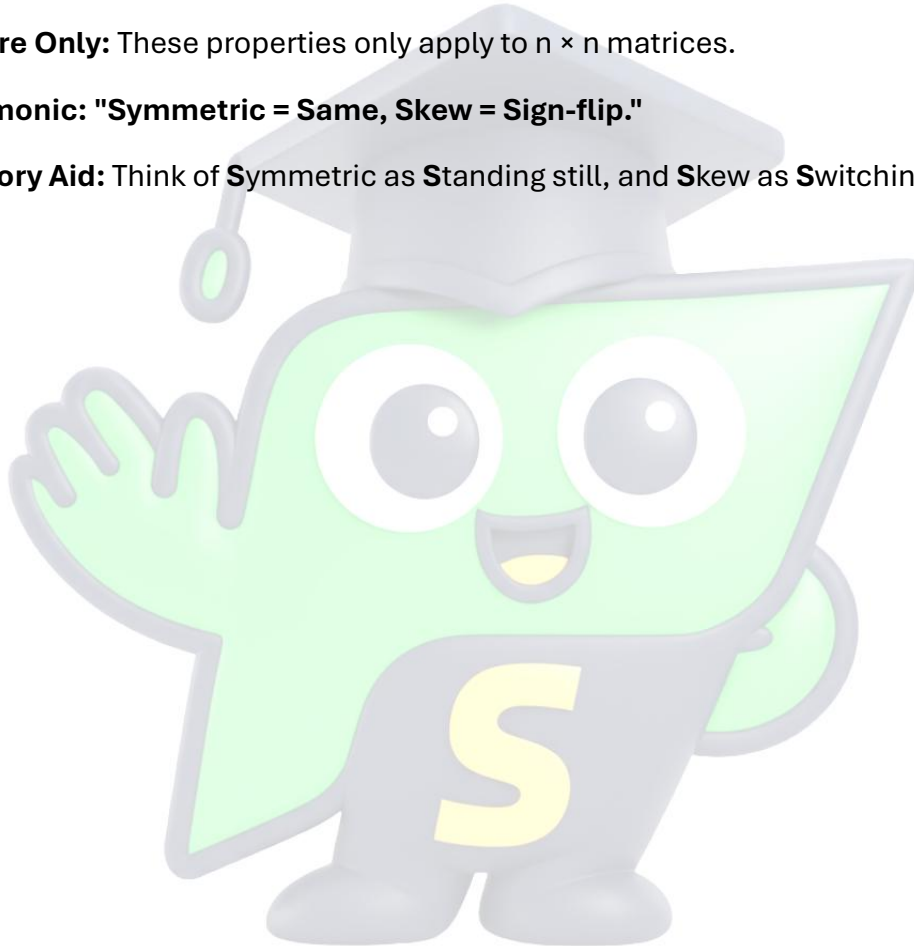 re Only: These properties only apply to n × n matrices.
monic: "Symmetric = Same, Skew = Sign-flip."
ory Aid: Think of Symmetric as Standing still, and Skew as Switchin
S